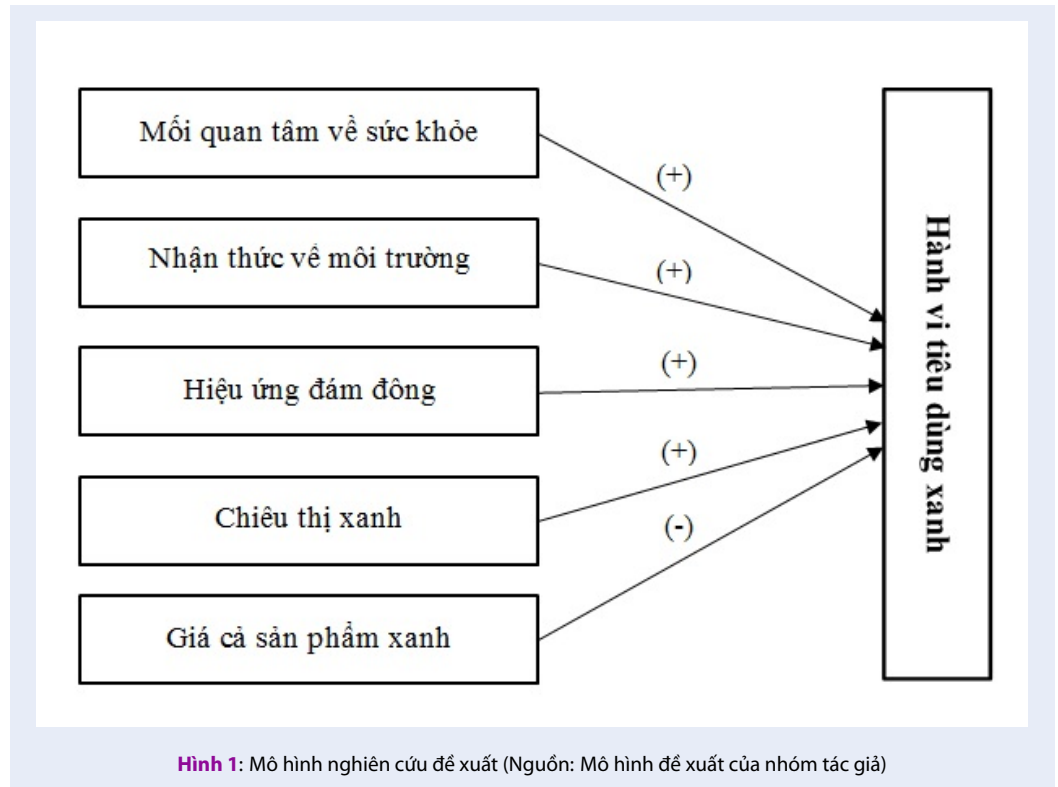 Mối quan tâm về sức khỏe
(+)
Nhận thức về môi trường
(+)
Hiệu ứng đám đông
(+)
Chiêu thị xanh
(+)
Giá cả sản phẩm xanh
(-)
Hành vi tiêu dùng xanh
Hình 1: Mô hình nghiên cứu đề xuất (Nguồn: Mô hình đề xuất của nhóm tác giả)